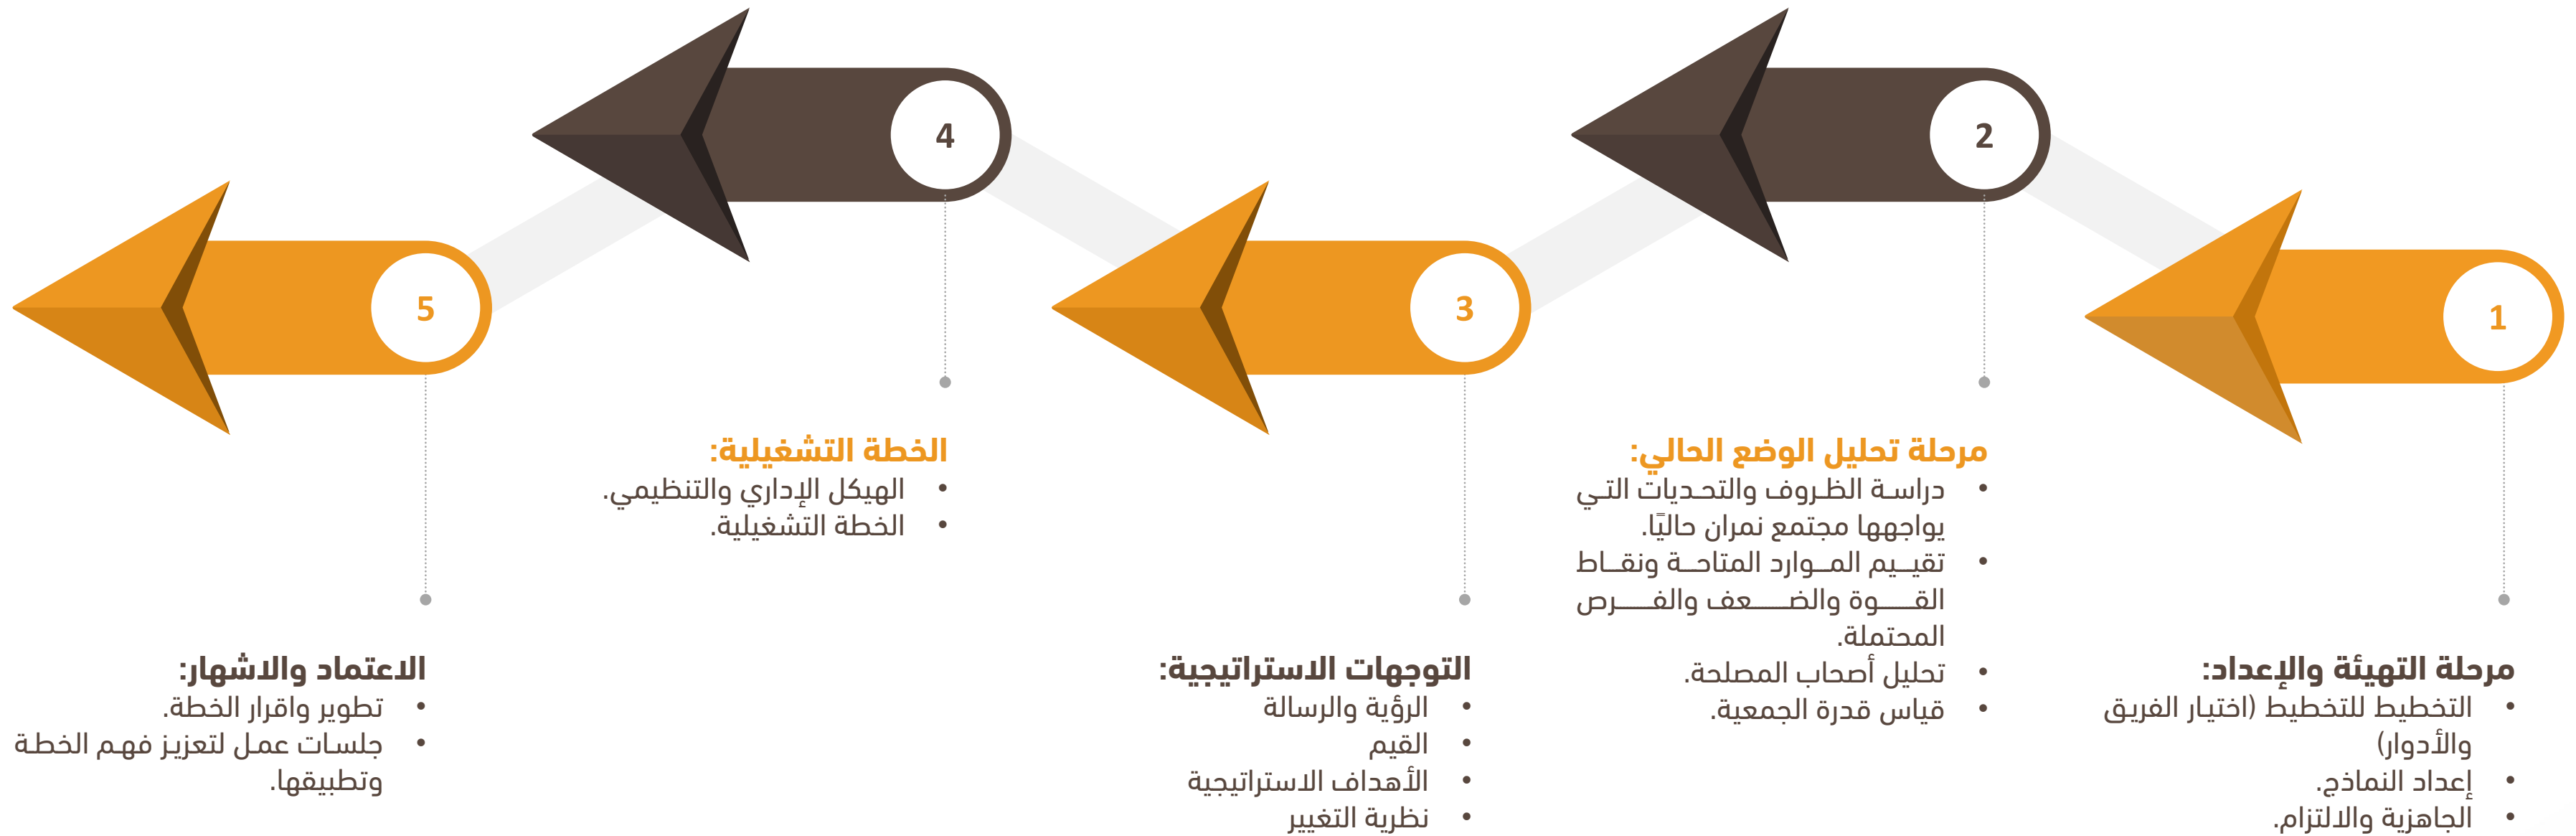 1
مرحلة التهيئة والإعداد:
• التخطيط للتخطيط (اختيار الفريق
والأدوار)
• إعداد النماذج.
• الجاهزية والالتزام.
2
مرحلة تحليل الوضع الحالي:
• دراسة الظروف والتحديات التي
يواجهها مجتمع نمران حاليًا.
• تقييم الموارد المتاحة ونقاط
القوة والضعف والفرص
المحتملة.
• تحليل أصحاب المصلحة.
• قياس قدرة الجمعية.
3
التوجهات الاستراتيجية:
• الرؤية والرسالة
• القيم
• الأهداف الاستراتيجية
• نظرية التغيير
4
الخطة التشغيلية:
• الهيكل الإداري والتنظيمي.
• الخطة التشغيلية.
5
الاعتماد والاشهار:
• تطوير واقرار الخطة.
• جلسات عمل لتعزيز فهم الخطة
وتطبيقها.